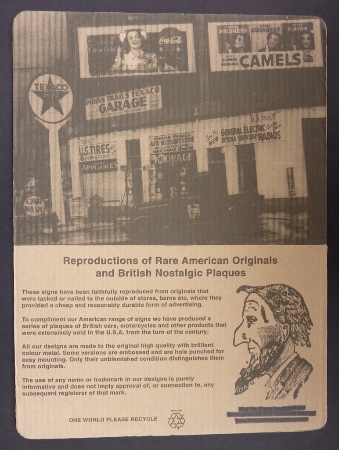 Coca-Cola
CAMELS
TEXACO
INDIAN TRAILS TEXACO
GARAGE
U.S. TIRES
APPLIANCES
STORAGE
GENERAL ELECTRIC
RADIOS
CAR
WASH
Reproductions of Rare American Originals
and British Nostalgic Plaques
These signs have been faithfully reproduced from originals that
were tacked or nailed to the outside of stores, barns etc, where they
provided a cheap and reasonably durable form of advertising.
To compliment our American range of signs we have produced a
series of plaques of British cars, motorcycles and other products that
were extensively sold in the U.S.A. from the turn of the century.
All our designs are made to the original high quality with brilliant
colour metal. Some versions are embossed and are hole punched for
easy mounting. Only their unblemished condition distinguishes them
from originals.
The use of any name or trademark in our designs is purely
informative and does not imply approval of, or connection to, any
subsequent registeror of that mark.
ONE WORLD PLEASE RECYCLE